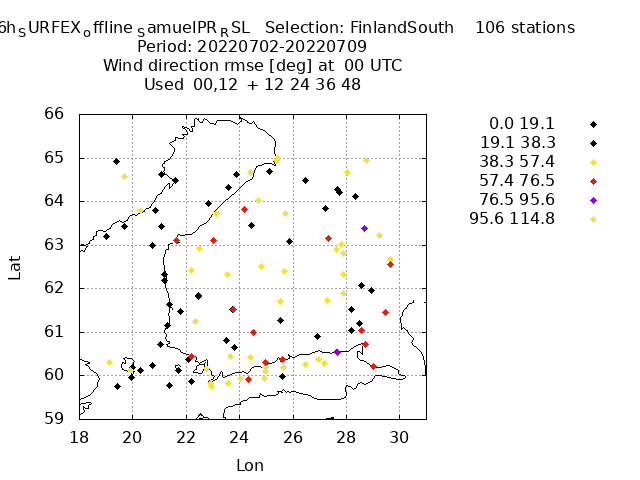 6h_SURFEX_offline_SamuelPR_RSL   Selection: FinlandSouth    106 stations
Period: 20220702-20220709
Wind direction rmse [deg] at  00 UTC
Used  00,12  + 12 24 36 48
66
65
64
63
62
61
60
59
18 20 22 24 26 28 30
Lat
Lon
0.0 19.1
19.1 38.3
38.3 57.4
57.4 76.5
76.5 95.6
95.6 114.8